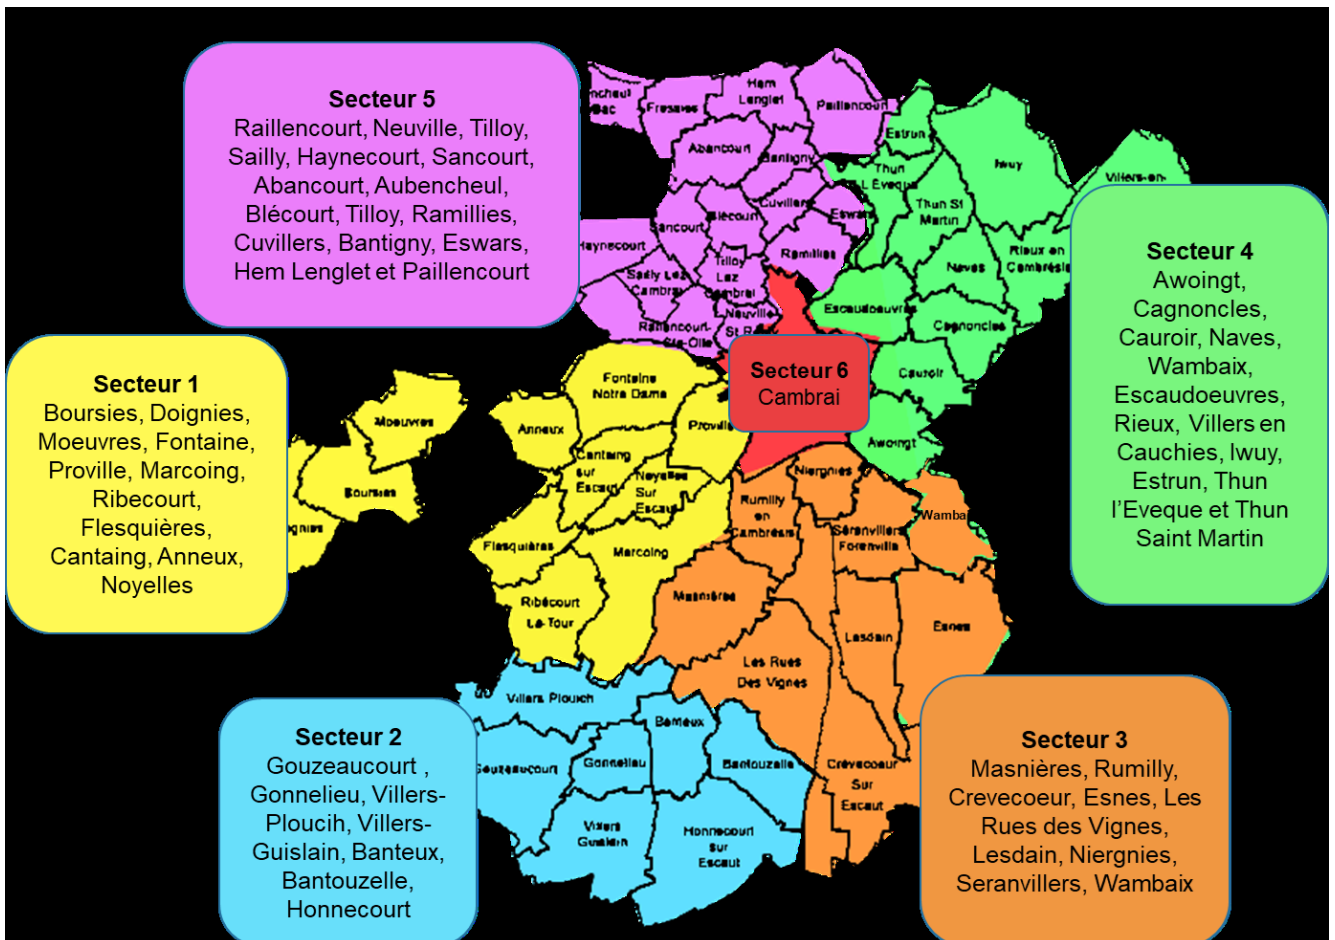 Secteur 5
Raillencourt, Neuville, Tilloy,
Sailly, Haynecourt, Sancourt,
Abancourt, Aubencheul,
Blécourt, Tilloy, Ramillies,
Cuvillers, Bantigny, Eswars,
Hem Lenglet et Paillencourt
Secteur 1
Boursies, Doignies,
Moeuvres, Fontaine,
Proville, Marcoing,
Ribecourt,
Flesquières,
Cantaing, Anneux,
Noyelles
Secteur 6
Cambrai
Secteur 4
Awoingt,
Cagnoncles,
Cauroir, Naves,
Wambaix,
Escaudoeuvres,
Rieux, Villers en
Cauchies, Iwuy,
Estrun, Thun
l'Eveque et Thun
Saint Martin
Secteur 2
Gouzeaucourt ,
Gonnelieu, Villers-
Ploucih, Villers-
Guislain, Banteux,
Bantouzelle,
Honnecourt
Secteur 3
Masnières, Rumilly,
Crevecoeur, Esnes, Les
Rues des Vignes,
Lesdain, Niergnies,
Seranvillers, Wambaix
ncheul
Bac
Fressies
Hem
Lenglet
Paillencourt
Abancourt
Bantigny
Estrun
Iwuy
Thun
L Eveque
Villers-en-
Thun St
Martin
Cuvillers
Eswars
Blécourt
Sancourt
Haynecourt
Ramillies
Rieux en
Cambrésis
Naves
Tilloy
Lez
Cambrai
Sailly Lez
Cambrai
Neuville
St R
Raillencourt-
Ste-Olle
Escaudoeuvres
Cagnoncles
Cauroir
Awoingt
Fontaine
Notre Dame
Moeuvres
Anneux
Proville
Cantaing
sur
Escaut
Noyelles
Sur
Escaut
Boursies
ognies
Flesquières
Marcoing
Ribécourt
La-Tour
Niergnies
Rumilly
en
Cambrésis
Séranvillers
Forenville
Wamba
Masnières
Lesdain
Esnes
Les Rues
Des Vignes
Crèvecoeur
Sur
Escaut
Villers Plouich
Banteux
Gouzeaucourt
Gonnelieu
Bantouzelle
Villers
Guislain
Honnecourt
sur
Escaut